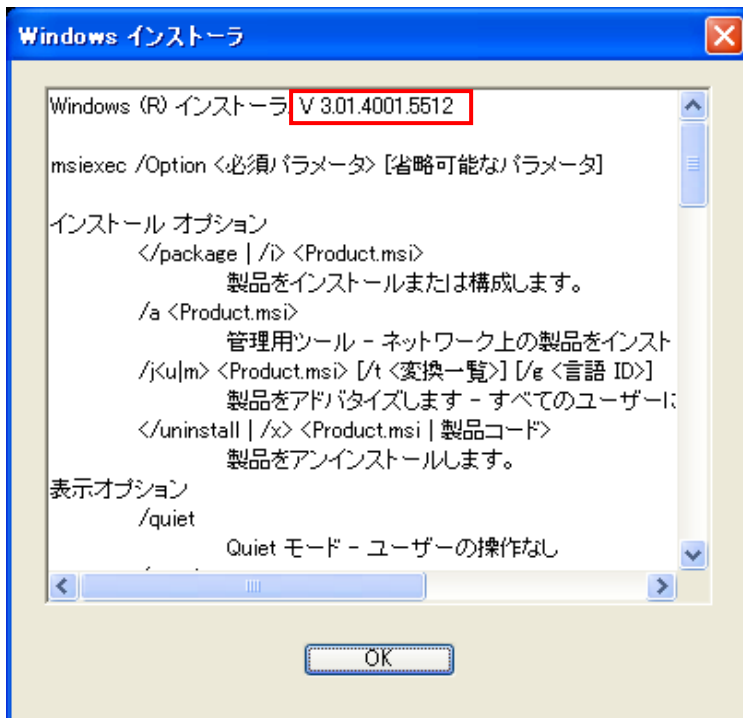 Windows インストーラ
Windows (R) インストーラ V 3.01.4001.5512
msiexec /Option <必須パラメータ> [省略可能なパラメータ]
インストール オプション
</package | /i> <Product.msi>
製品をインストールまたは構成します。
/a <Product.msi>
管理用ツール - ネットワーク上の製品をインスト
/j<u|m> <Product.msi> [/t <変換一覧>] [/g <言語 ID>]
製品をアドバタイズします - すべてのユーザーに
</uninstall | /x> <Product.msi | 製品コード>
製品をアンインストールします。
表示オプション
/quiet
Quiet モード - ユーザーの操作なし
OK